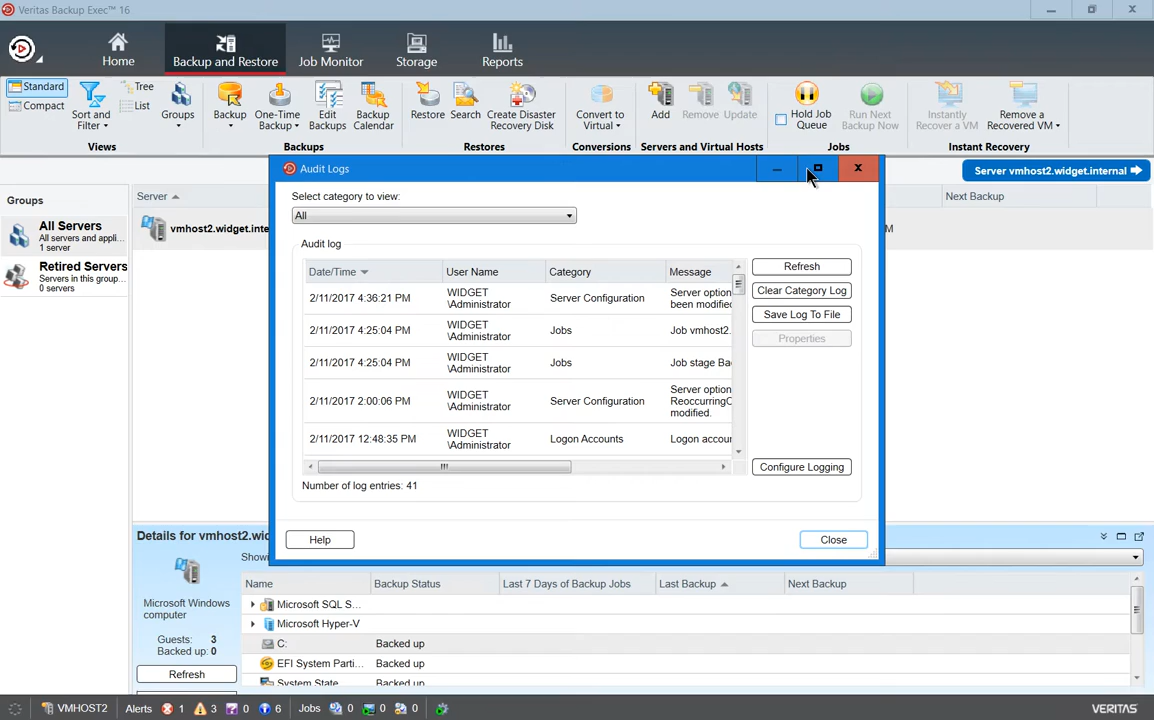 Veritas Backup Exec™ 16
Home
Backup and Restore
Job Monitor
Storage
Reports
Standard
Compact
Sort and
Filter
Tree
List
Groups
Views
Backup
One-Time
Backup
Edit
Backups
Backup
Calendar
Backups
Restore
Search
Create Disaster
Recovery Disk
Restores
Convert to
Virtual
Conversions
Add
Remove
Update
Servers and Virtual Hosts
Hold Job
Queue
Run Next
Backup Now
Jobs
Instantly
Recover a VM
Remove a
Recovered VM
Instant Recovery
Server vmhost2.widget.internal
Groups
All Servers
All servers and appli...
1 server
Retired Servers
Servers in this group...
0 servers
Server
Next Backup
vmhost2.widget.inte
M
Audit Logs
Select category to view:
All
Audit log
Date/Time User Name Category Message
2/11/2017 4:36:21 PM WIDGET\Administrator Server Configuration Server option been modified
2/11/2017 4:25:04 PM WIDGET\Administrator Jobs Job vmhost2.
2/11/2017 4:25:04 PM WIDGET\Administrator Jobs Job stage Ba
2/11/2017 2:00:06 PM WIDGET\Administrator Server Configuration Server option ReoccurringC modified.
2/11/2017 12:48:35 PM WIDGET\Administrator Logon Accounts Logon accour
Number of log entries: 41
Refresh
Clear Category Log
Save Log To File
Properties
Configure Logging
Help
Close
Details for vmhost2.wid
Showi
Microsoft Windows
computer
Guests: 3
Backed up: 0
Refresh
Name Backup Status Last 7 Days of Backup Jobs Last Backup Next Backup
Microsoft SQL S...
Microsoft Hyper-V
C: Backed up
EFI System Parti... Backed up
System State Backed up
VMHOST2
Alerts 1 3 0 6
Jobs 0 0 0
VERITAS